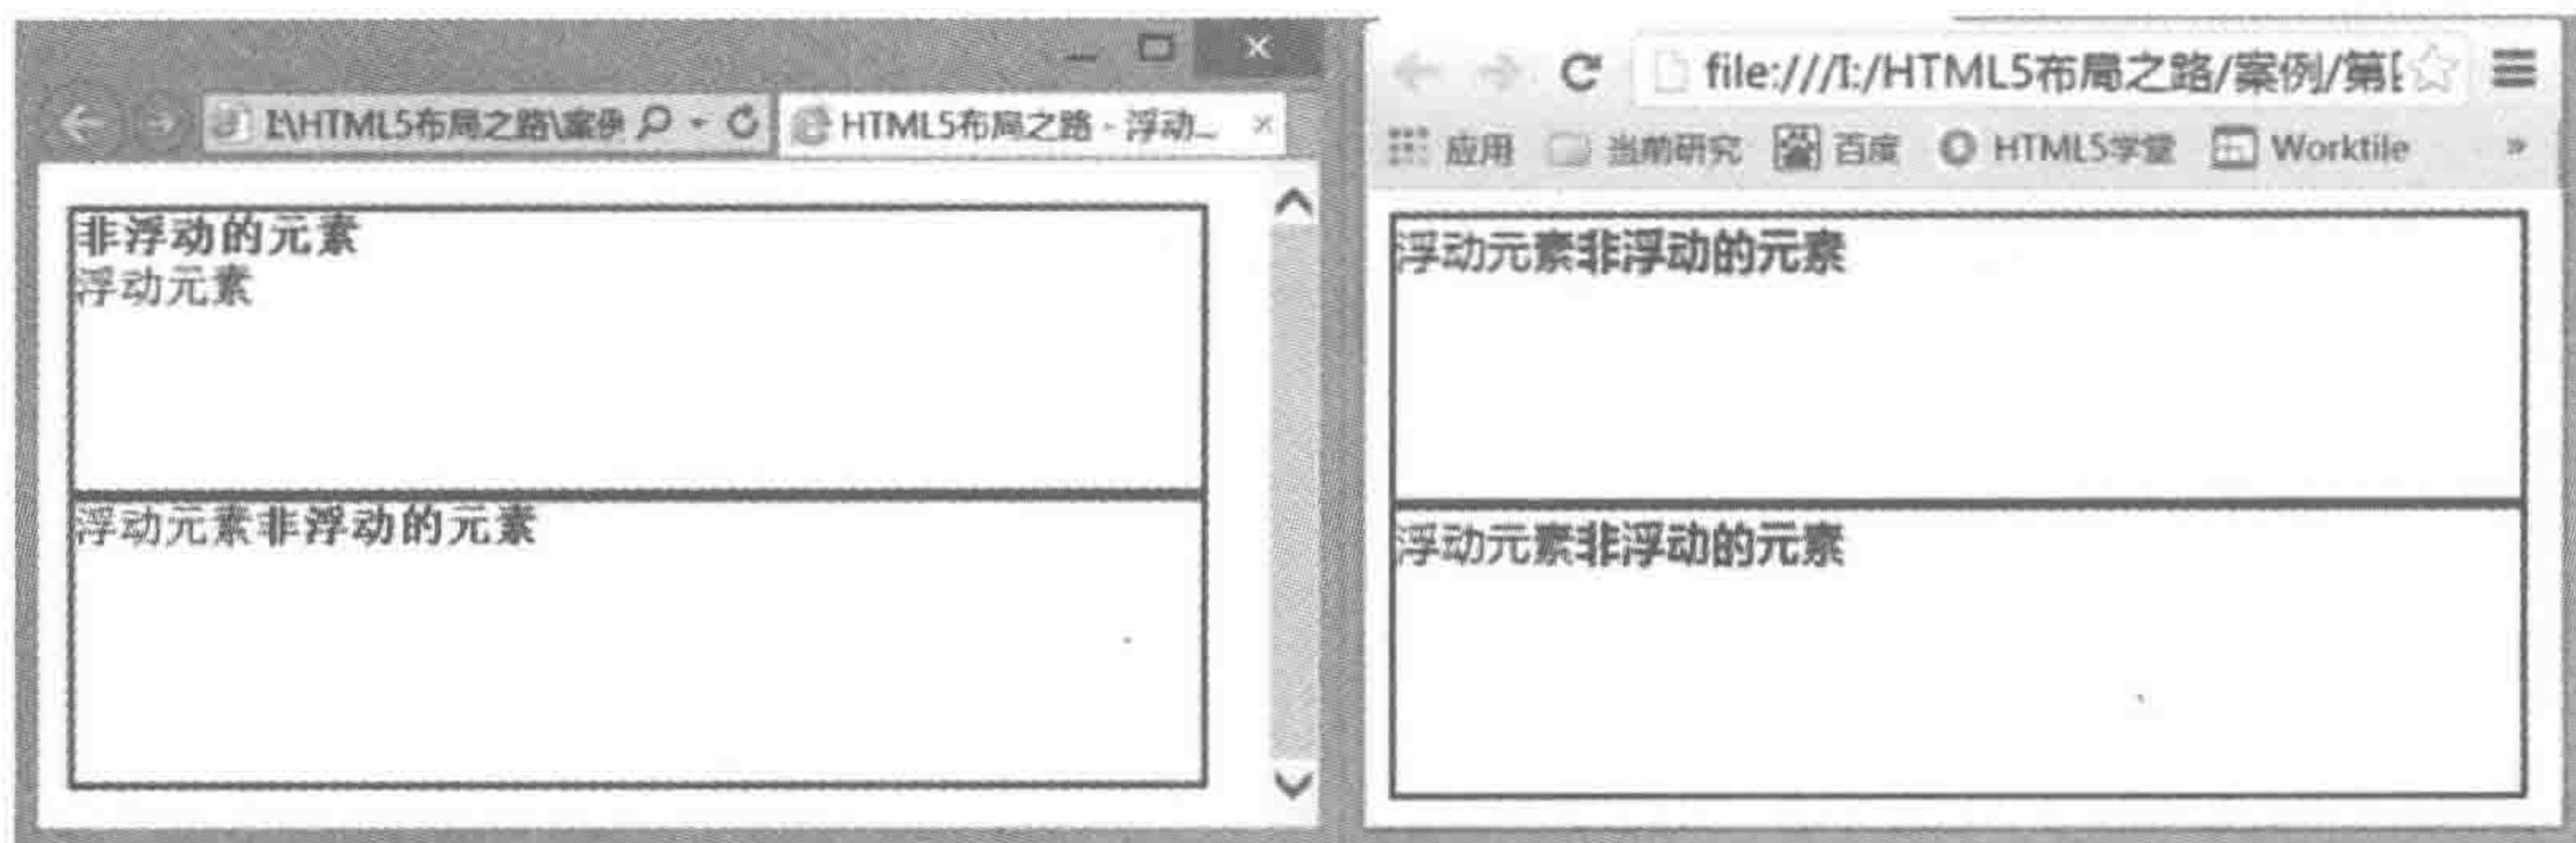 I:\HTML5布局之路\案例
HTML5布局之路 - 浮动...
非浮动的元素
浮动元素
浮动元素非浮动的元素
file:///I:/HTML5布局之路/案例/第
应用 当前研究 百度 HTML5学堂 Worktile »
浮动元素非浮动的元素
浮动元素非浮动的元素